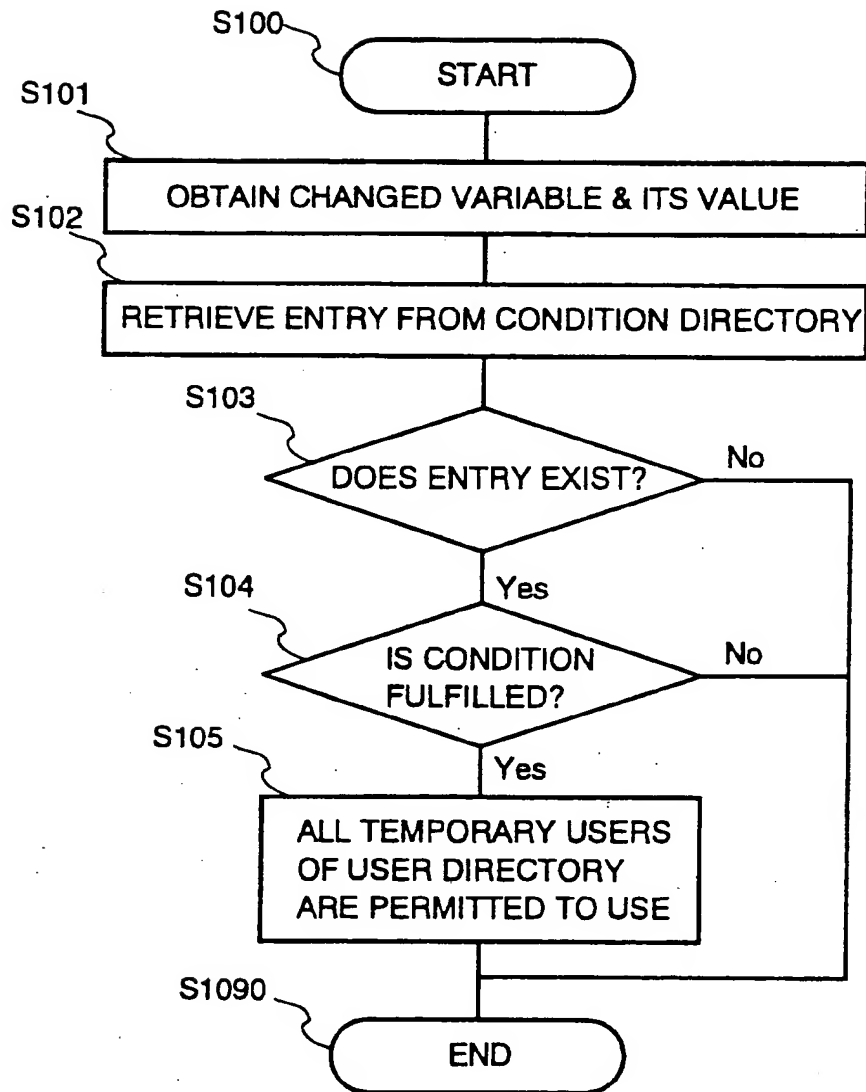 S100
START
S101
OBTAIN CHANGED VARIABLE & ITS VALUE
S102
RETRIEVE ENTRY FROM CONDITION DIRECTORY
S103
DOES ENTRY EXIST?
No
Yes
S104
IS CONDITION
FULFILLED?
No
Yes
S105
ALL TEMPORARY USERS
OF USER DIRECTORY
ARE PERMITTED TO USE
S1090
END